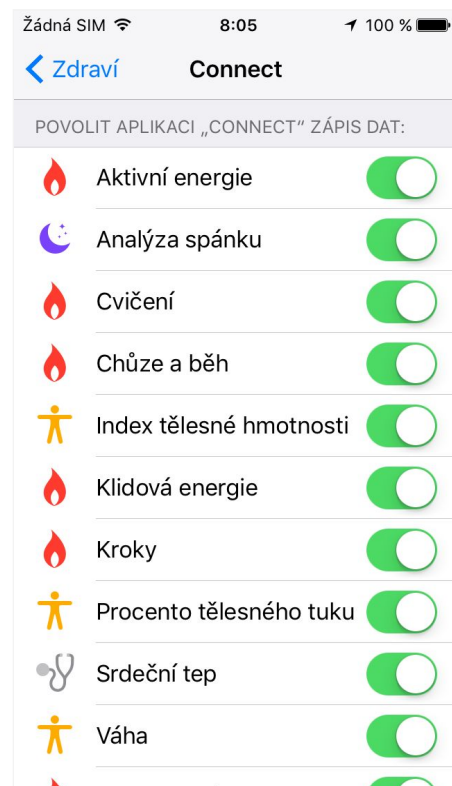 Žádná SIM 8:05 100 %
Zdraví Connect
POVOLIT APLIKACI „CONNECT“ ZÁPIS DAT:
Aktivní energie
Analýza spánku
Cvičení
Chůze a běh
Index tělesné hmotnosti
Klidová energie
Kroky
Procento tělesného tuku
Srdeční tep
Váha